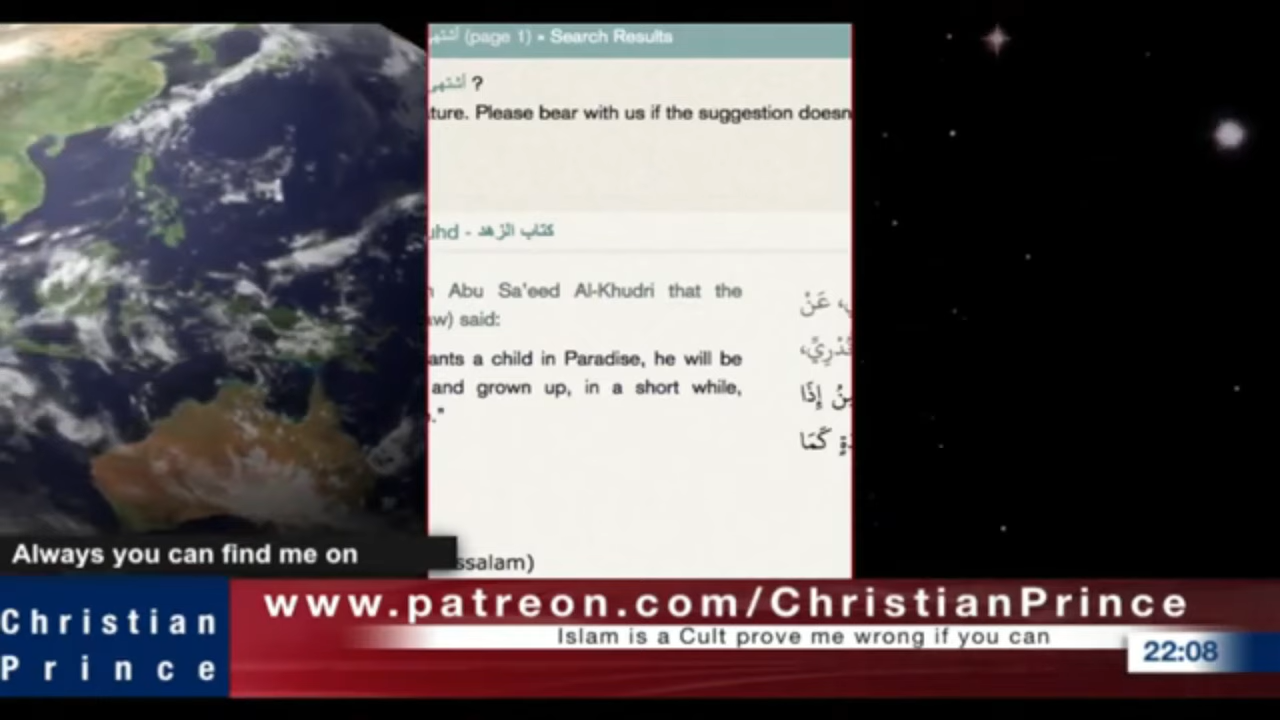 أشتهي (page 1) • Search Results
أشتهي ?
ture. Please bear with us if the suggestion doesn
uhd - كتاب الزهد
Abu Sa'eed Al-Khudri that the
aw) said:
ants a child in Paradise, he will be
and grown up, in a short while,
."
عَنْ
إِذَا
كَمَا
ssalam)
Always you can find me on
www.patreon.com/ChristianPrince
Islam is a Cult prove me wrong if you can
Christian
Prince
22:08